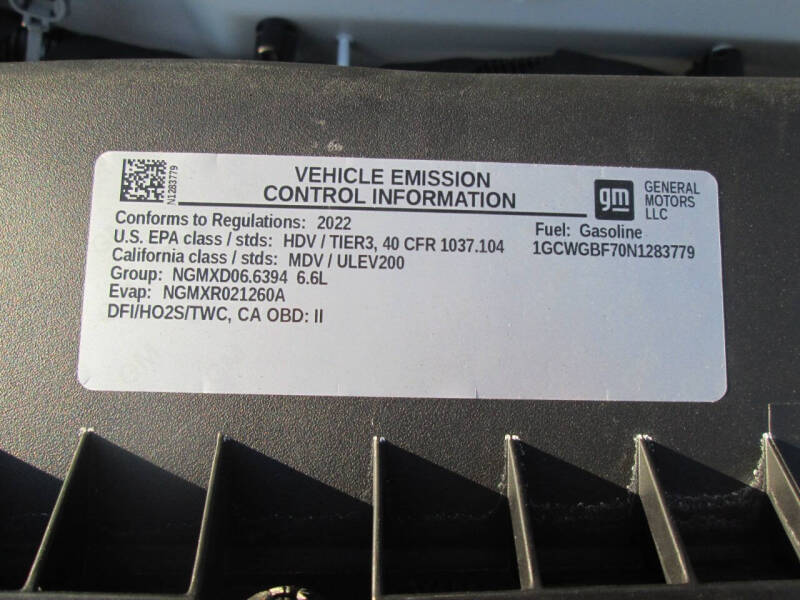 VEHICLE EMISSION
CONTROL INFORMATION
N1283779
gm
GENERAL
MOTORS
LLC
Conforms to Regulations: 2022
Fuel: Gasoline
U.S. EPA class / stds: HDV / TIER3, 40 CFR 1037.104
1GCWGBF70N1283779
California class / stds: MDV / ULEV200
Group: NGMXD06.6394 6.6L
Evap: NGMXR021260A
DFI/HO2S/TWC, CA OBD: II